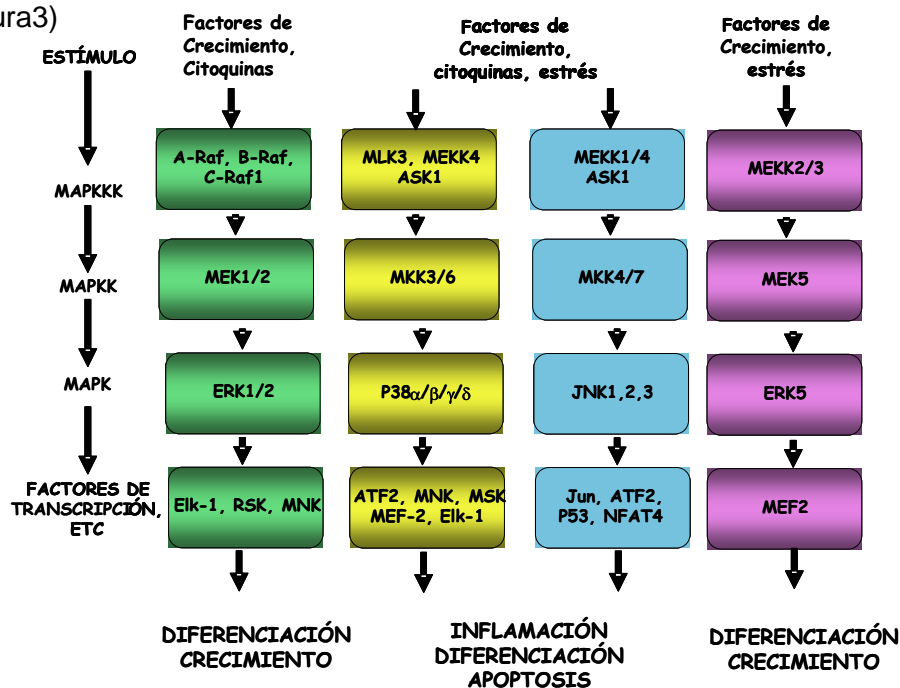 ura3)
ESTÍMULO
MAPKKK
MAPKK
MAPK
FACTORES DE
TRANSCRIPCIÓN,
ETC
Factores de
Crecimiento,
Citoquinas
A-Raf, B-Raf,
C-Raf1
MEK1/2
ERK1/2
Elk-1, RSK, MNK
DIFERENCIACIÓN
CRECIMIENTO
Factores de
Crecimiento,
citoquinas, estrés
MLK3, MEKK4
ASK1
MKK3/6
P38α/β/γ/δ
ATF2, MNK, MSK
MEF-2, Elk-1
MEKK1/4
ASK1
MKK4/7
JNK1,2,3
Jun, ATF2,
P53, NFAT4
INFLAMACIÓN
DIFERENCIACIÓN
APOPTOSIS
Factores de
Crecimiento,
estrés
MEKK2/3
MEK5
ERK5
MEF2
DIFERENCIACIÓN
CRECIMIENTO